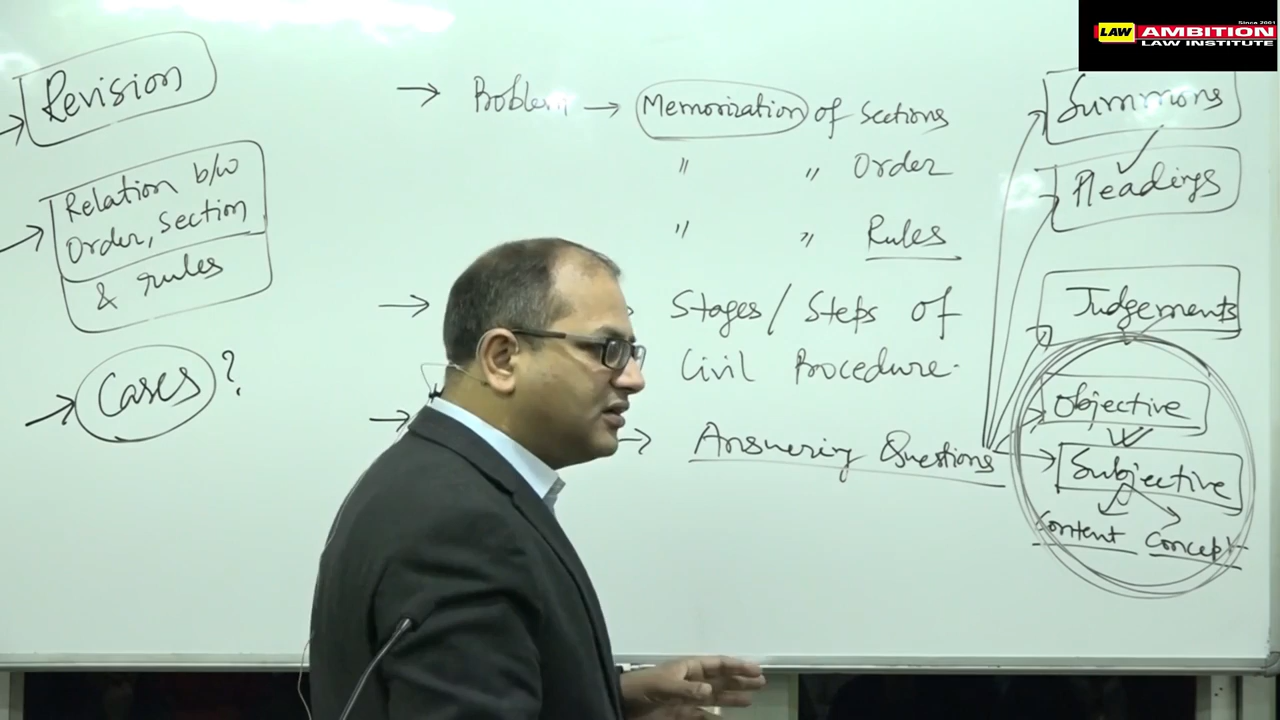 Since 2001
LAW AMBITION
LAW INSTITUTE
Revision
Relation b/w
Order, Section
& rules
Cases?
Problem → Memorization of Sections
" " Order
" " Rules
Stages/Steps of
Civil Procedure.
Answering Questions
Summons
Pleadings
Judgements
Objective
Subjective
Content Concept